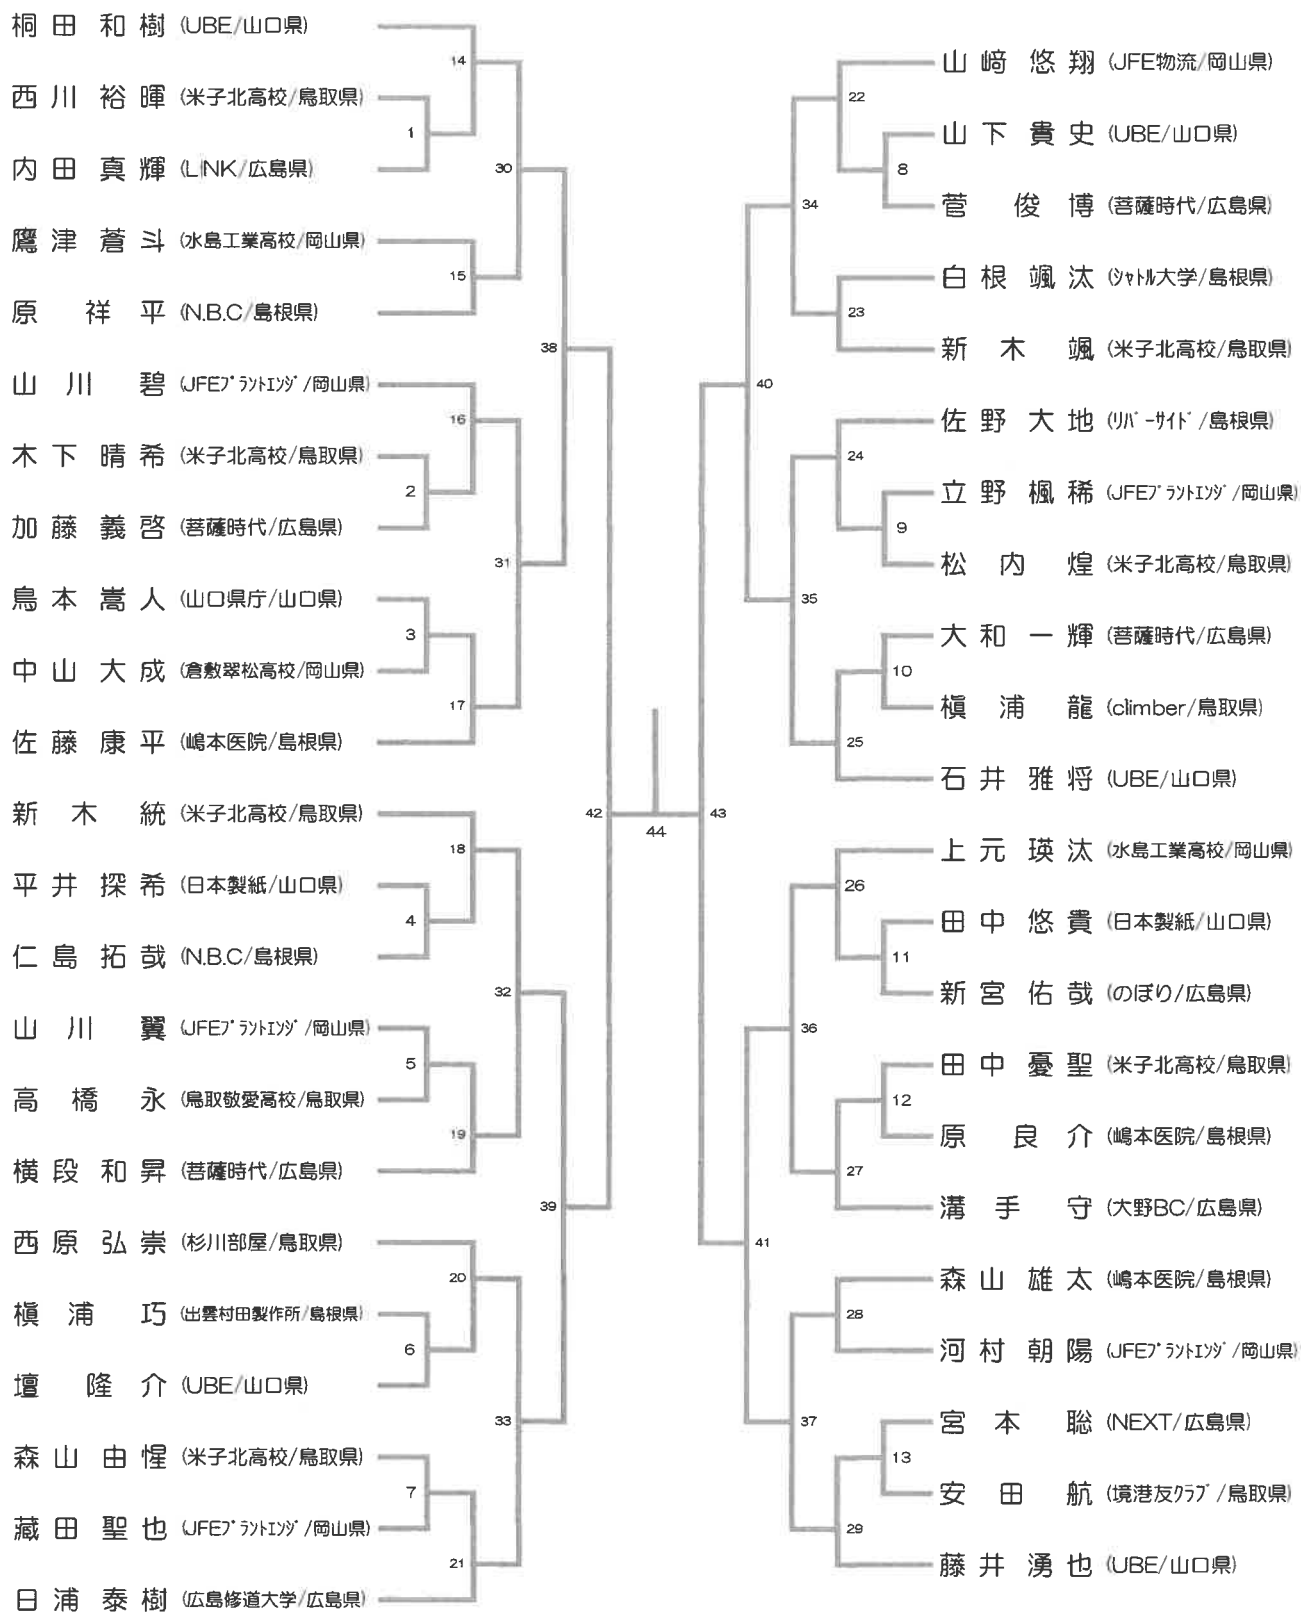 桐田和樹 (UBE/山口県)
西川裕暉 (米子北高校/鳥取県)
内田真輝 (LINK/広島県)
鷹津蒼斗 (水島工業高校/岡山県)
原祥平 (N.B.C/島根県)
山川碧 (JFEプラントエンジ/岡山県)
木下晴希 (米子北高校/鳥取県)
加藤義啓 (菩薩時代/広島県)
鳥本嵩人 (山口県庁/山口県)
中山大成 (倉敷翠松高校/岡山県)
佐藤康平 (嶋本医院/島根県)
新木統 (米子北高校/鳥取県)
平井探希 (日本製紙/山口県)
仁島拓哉 (N.B.C/島根県)
山川翼 (JFEプラントエンジ/岡山県)
高橋永 (鳥取敬愛高校/鳥取県)
横段和昇 (菩薩時代/広島県)
西原弘崇 (杉川部屋/鳥取県)
槇浦巧 (出雲村田製作所/島根県)
壇隆介 (UBE/山口県)
森山由惺 (米子北高校/鳥取県)
蔵田聖也 (JFEプラントエンジ/岡山県)
日浦泰樹 (広島修道大学/広島県)
14
1
30
15
38
16
2
31
3
17
42
18
4
32
5
19
39
20
6
33
7
21
44
山﨑悠翔 (JFE物流/岡山県)
山下貴史 (UBE/山口県)
菅俊博 (菩薩時代/広島県)
白根颯汰 (シャトル大学/島根県)
新木颯 (米子北高校/鳥取県)
佐野大地 (リバーサイド/島根県)
立野楓稀 (JFEプラントエンジ/岡山県)
松内煌 (米子北高校/鳥取県)
大和一輝 (菩薩時代/広島県)
槇浦龍 (climber/鳥取県)
石井雅将 (UBE/山口県)
上元瑛汰 (水島工業高校/岡山県)
田中悠貴 (日本製紙/山口県)
新宮佑哉 (のぼり/広島県)
田中憂聖 (米子北高校/鳥取県)
原良介 (嶋本医院/島根県)
溝手守 (大野BC/広島県)
森山雄太 (嶋本医院/島根県)
河村朝陽 (JFEプラントエンジ/岡山県)
宮本聡 (NEXT/広島県)
安田航 (境港友クラブ/鳥取県)
藤井湧也 (UBE/山口県)
22
8
34
23
40
24
9
35
10
25
43
26
11
36
12
27
41
28
37
13
29